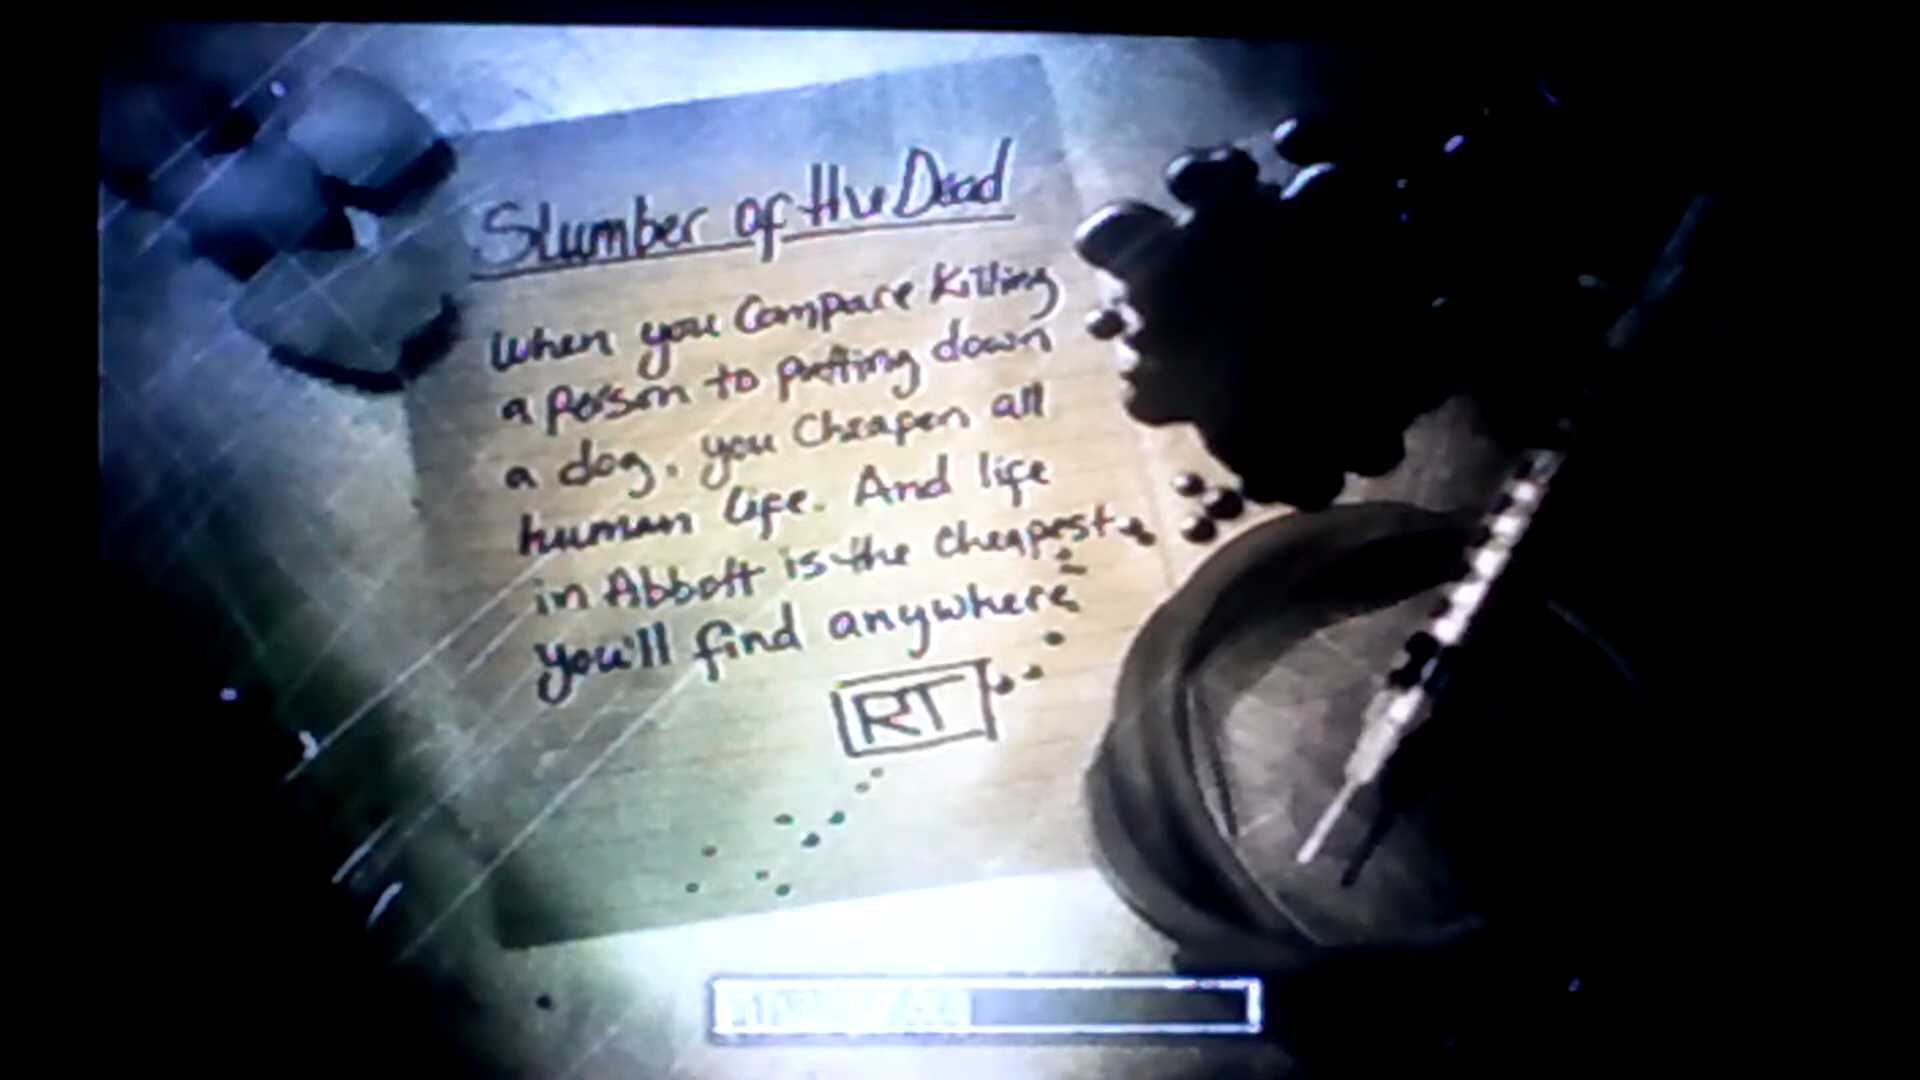 Slumber of the Dead
When you compare killing
a person to putting down
a dog, you cheapen all
human life. And life
in Abbott is the cheapest
you'll find anywhere
RT